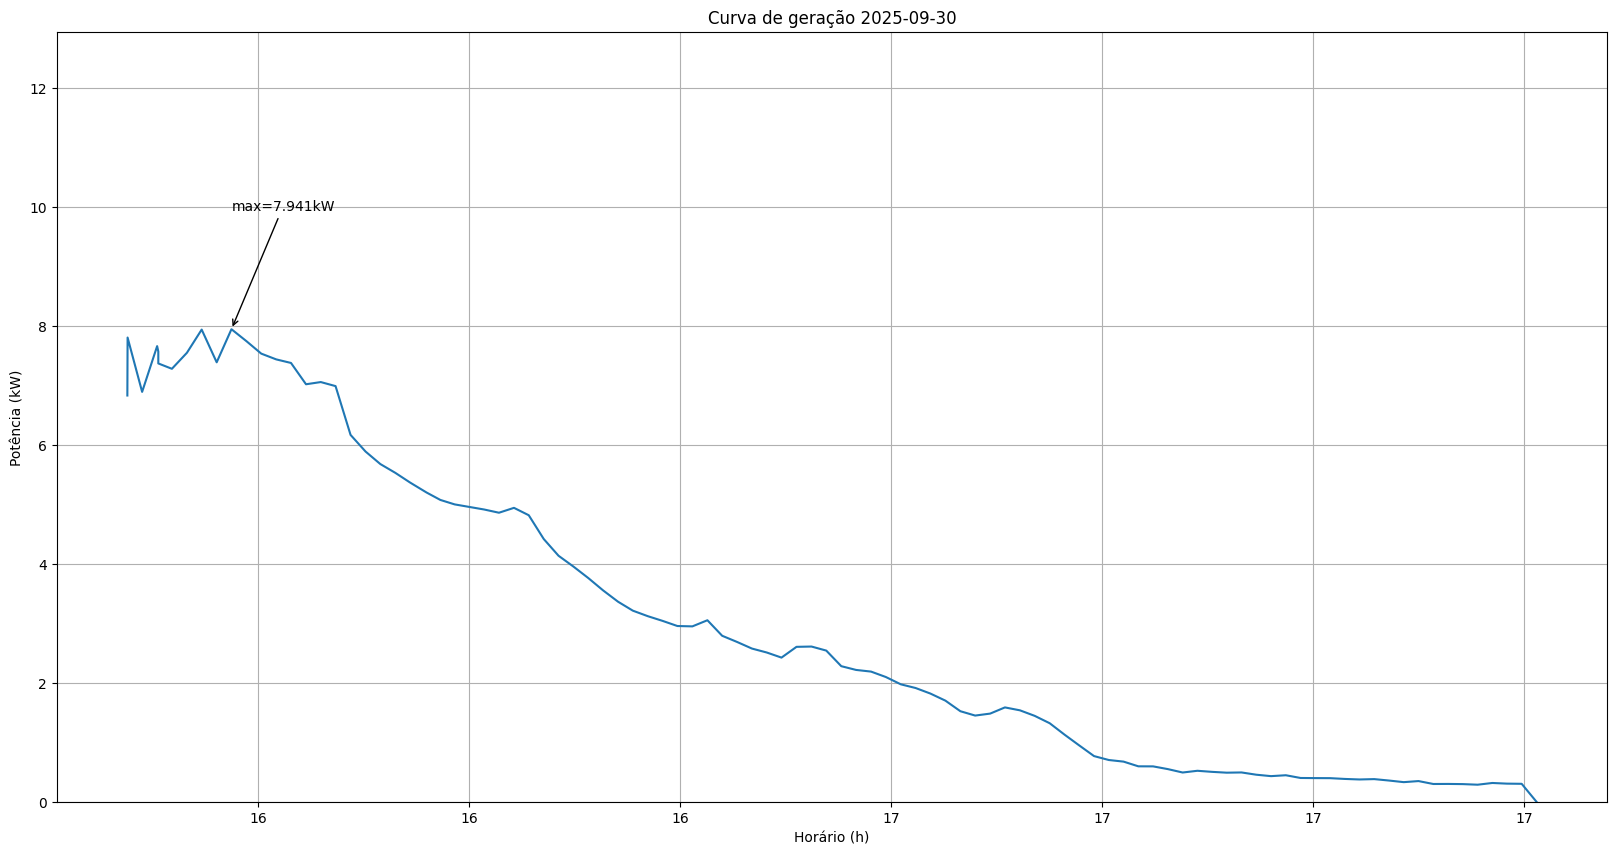 Curva de geração 2025-09-30
12
10
8
6
4
2
0
Potência (kW)
max=7.941kW
16 16 16 17 17 17 17
Horário (h)